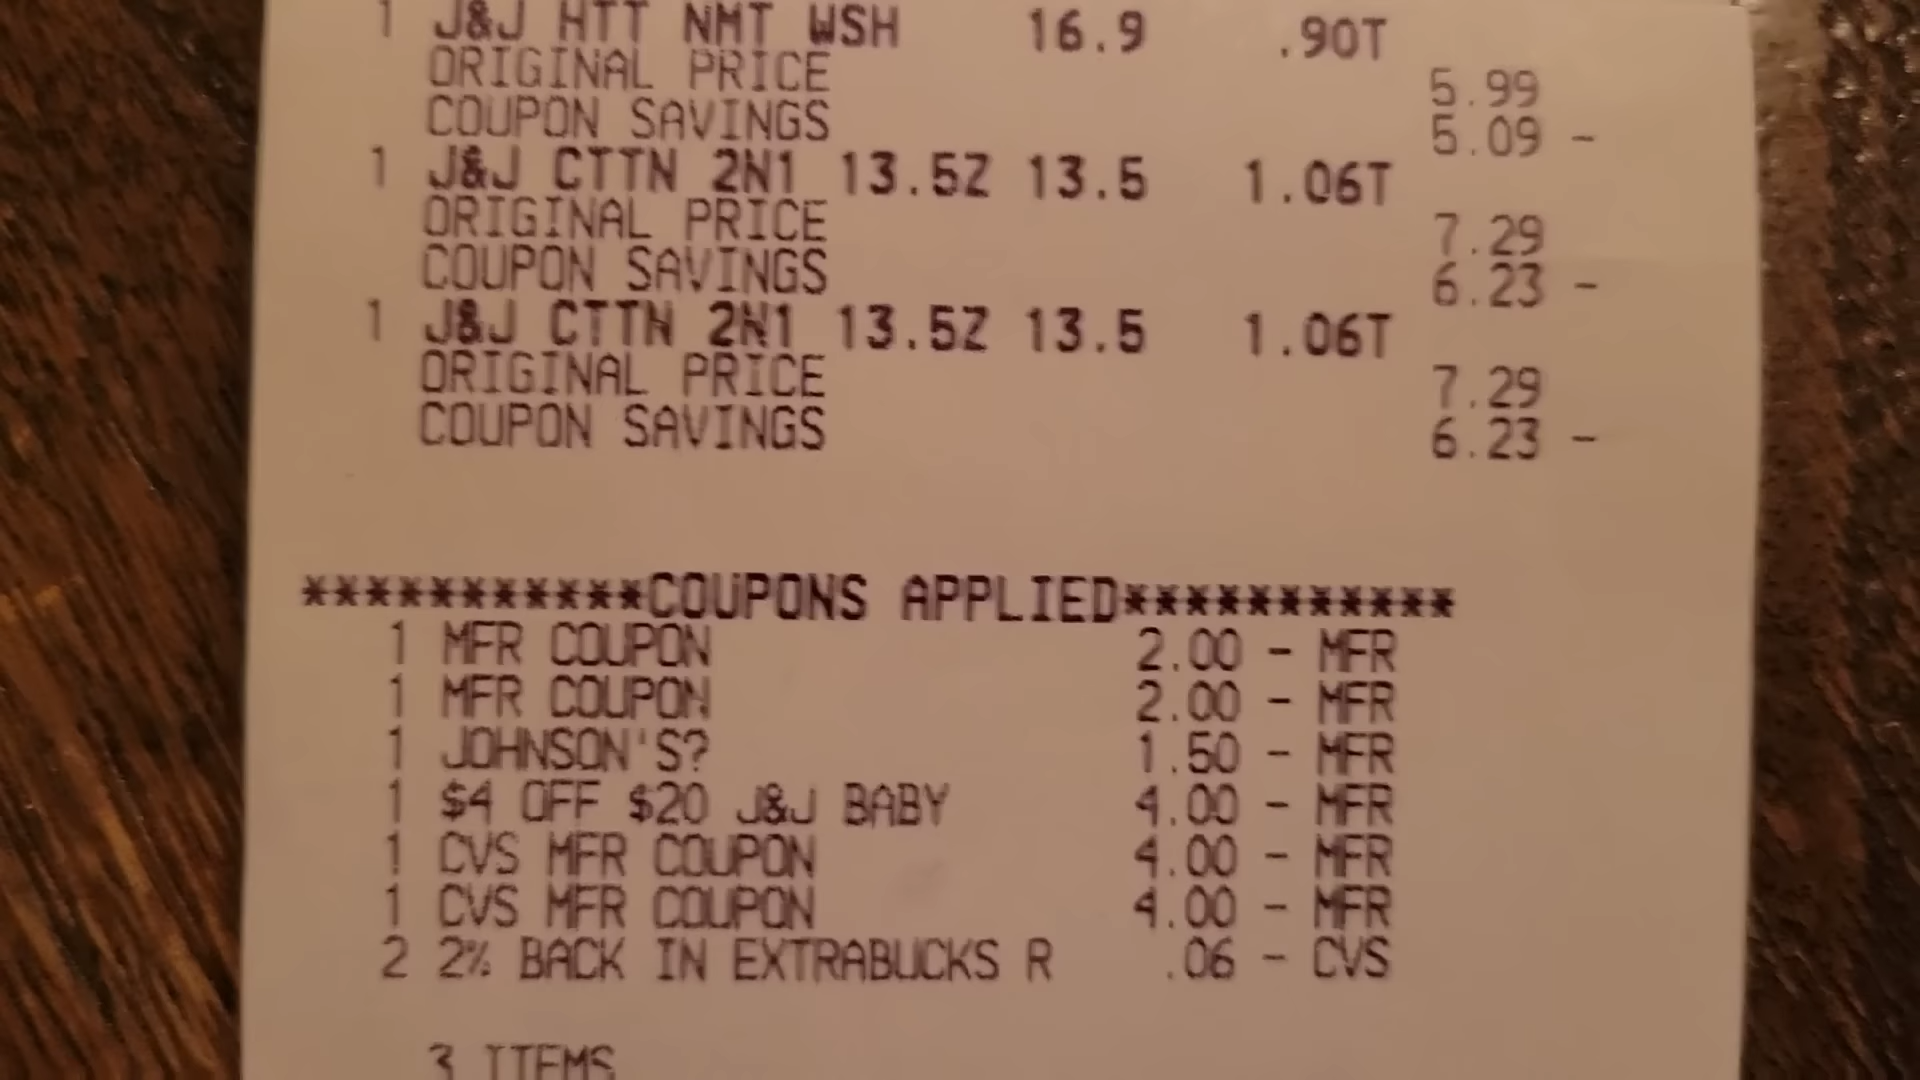 1 J&J HTT NMT WSH 16.9 .90T
ORIGINAL PRICE 5.99
COUPON SAVINGS 5.09 -
1 J&J CTTN 2N1 13.5Z 13.5 1.06T
ORIGINAL PRICE 7.29
COUPON SAVINGS 6.23 -
1 J&J CTTN 2N1 13.5Z 13.5 1.06T
ORIGINAL PRICE 7.29
COUPON SAVINGS 6.23 -
***********COUPONS APPLIED***********
1 MFR COUPON 2.00 - MFR
1 MFR COUPON 2.00 - MFR
1 JOHNSON'S? 1.50 - MFR
1 $4 OFF $20 J&J BABY 4.00 - MFR
1 CVS MFR COUPON 4.00 - MFR
1 CVS MFR COUPON 4.00 - MFR
2 2% BACK IN EXTRABUCKS R .06 - CVS
3 ITEMS